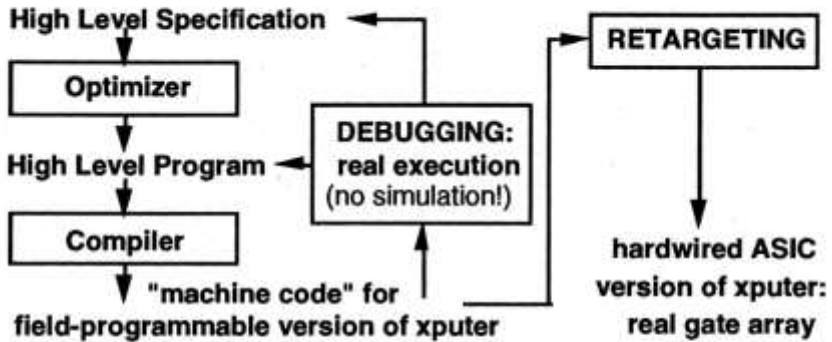 High Level Specification
Optimizer
High Level Program
Compiler
"machine code" for
field-programmable version of xputer
DEBUGGING:
real execution
(no simulation!)
RETARGETING
hardwired ASIC
version of xputer:
real gate array